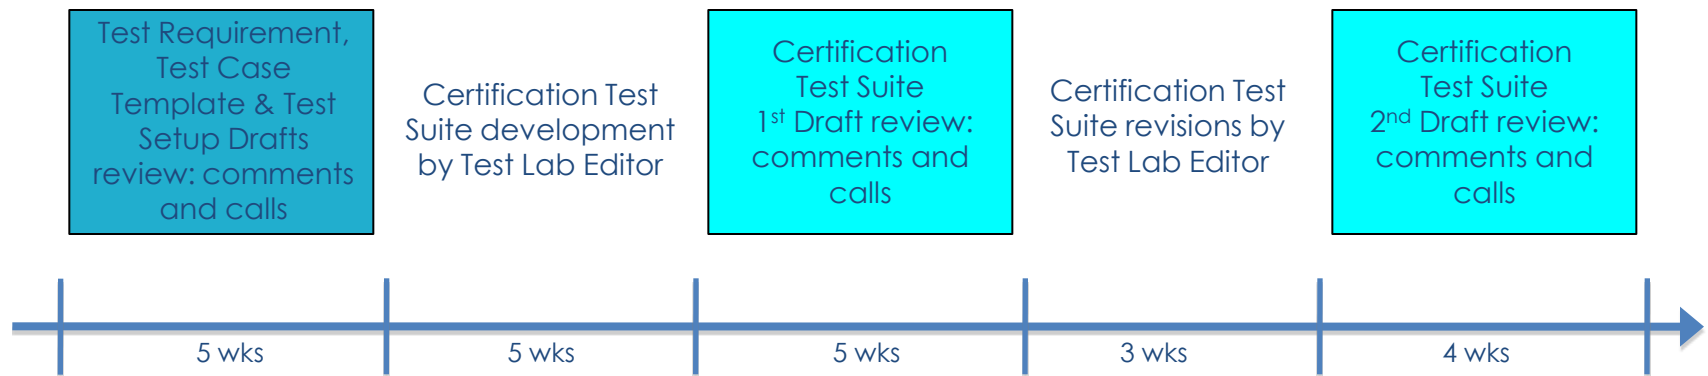 Test Requirement,
Test Case
Template & Test
Setup Drafts
review: comments
and calls
Certification Test
Suite development
by Test Lab Editor
Certification
Test Suite
1st Draft review:
comments and
calls
Certification Test
Suite revisions by
Test Lab Editor
Certification
Test Suite
2nd Draft review:
comments and
calls
5 wks
5 wks
5 wks
3 wks
4 wks